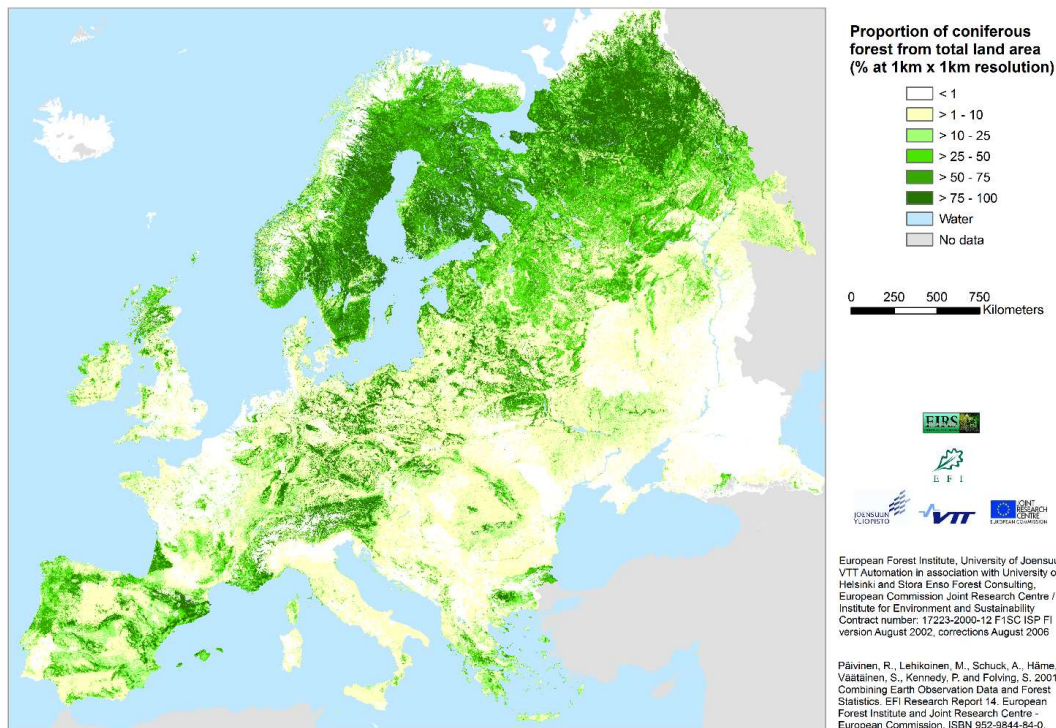 Proportion of coniferous
forest from total land area
(% at 1km x 1km resolution)
< 1
> 1 - 10
> 10 - 25
> 25 - 50
> 50 - 75
> 75 - 100
Water
No data
0 250 500 750
Kilometers
FIRS
E F I
JOENSUUN
YLIOPISTO
VTT
JOINT
RESEARCH
CENTRE
EUROPEAN COMMISSION
European Forest Institute, University of Joensuu
VTT Automation in association with University o
Helsinki and Stora Enso Forest Consulting,
European Commission Joint Research Centre /
Institute for Environment and Sustainability
Contract number: 17223-2000-12 F1SC ISP FI
version August 2002, corrections August 2006
Päivinen, R., Lehikoinen, M., Schuck, A., Häme,
Väätäinen, S., Kennedy, P. and Folving, S. 2001
Combining Earth Observation Data and Forest
Statistics. EFI Research Report 14. European
Forest Institute and Joint Research Centre -
European Commission. ISBN 952-9844-84-0.